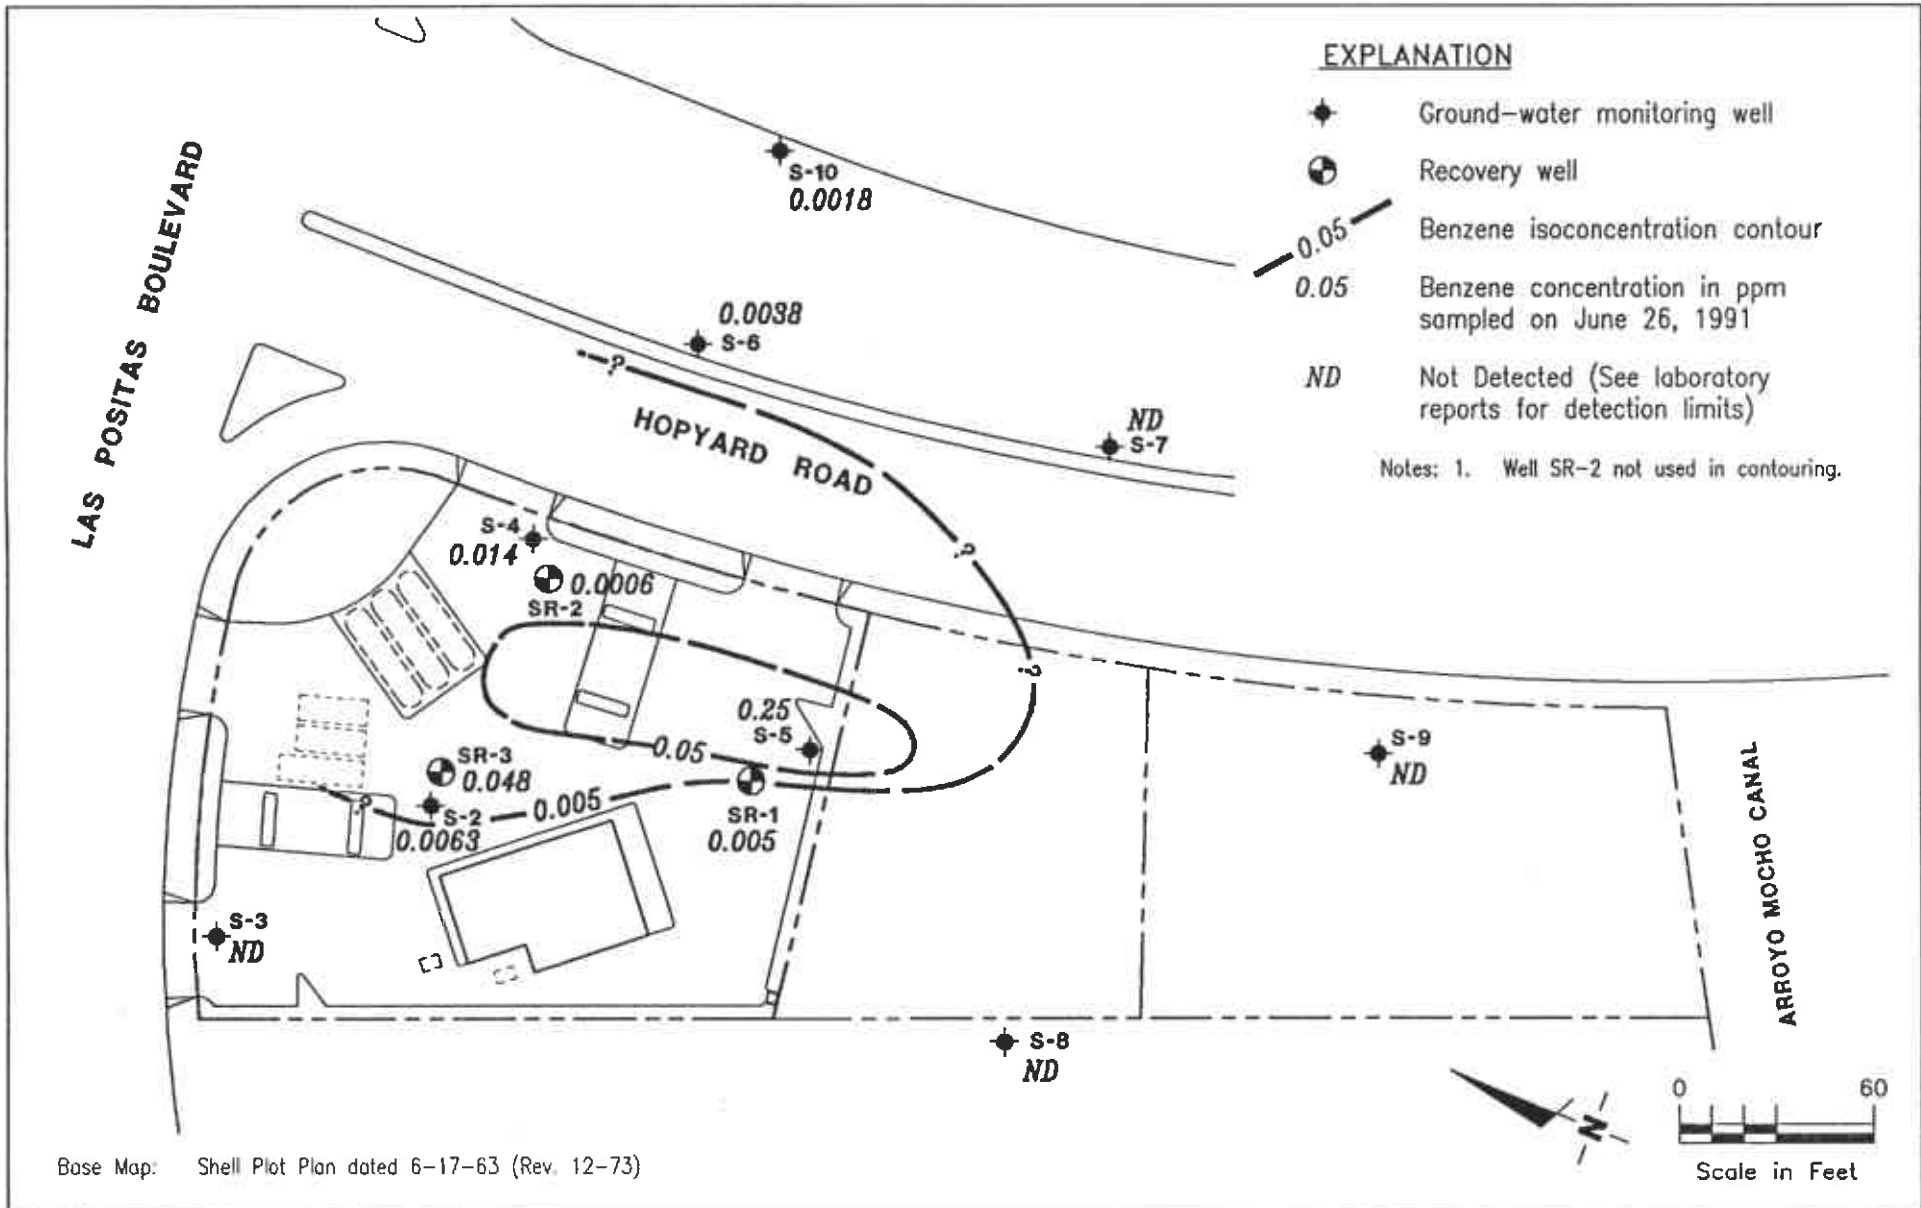 EXPLANATION
Ground-water monitoring well
Recovery well
0.05
Benzene isoconcentration contour
0.05
Benzene concentration in ppm
sampled on June 26, 1991
ND
Not Detected (See laboratory
reports for detection limits)
Notes: 1. Well SR-2 not used in contouring.
LAS POSITAS BOULEVARD
S-10
0.0018
0.0038
S-6
?
HOPYARD ROAD
ND
S-7
S-4
0.014
?
0.0006
SR-2
?
0.25
S-5
0.05
S-9
ND
SR-3
0.048
?
0.005
S-2
0.0063
SR-1
0.005
ARROYO MOCHO CANAL
S-3
ND
S-8
ND
N
0 60
Scale in Feet
Base Map: Shell Plot Plan dated 6-17-63 (Rev. 12-73)